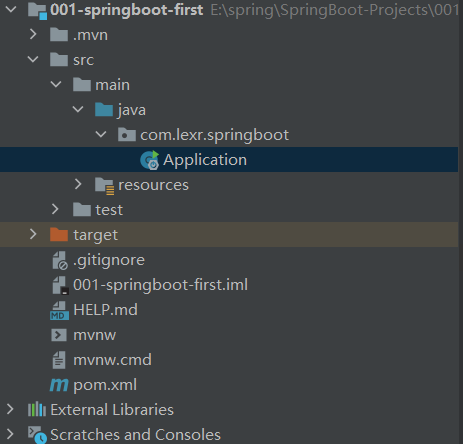 001-springboot-first E:\spring\SpringBoot-Projects\001
.mvn
src
main
java
com.lexr.springboot
Application
resources
test
target
.gitignore
001-springboot-first.iml
MD HELP.md
mvnw
mvnw.cmd
m pom.xml
External Libraries
Scratches and Consoles